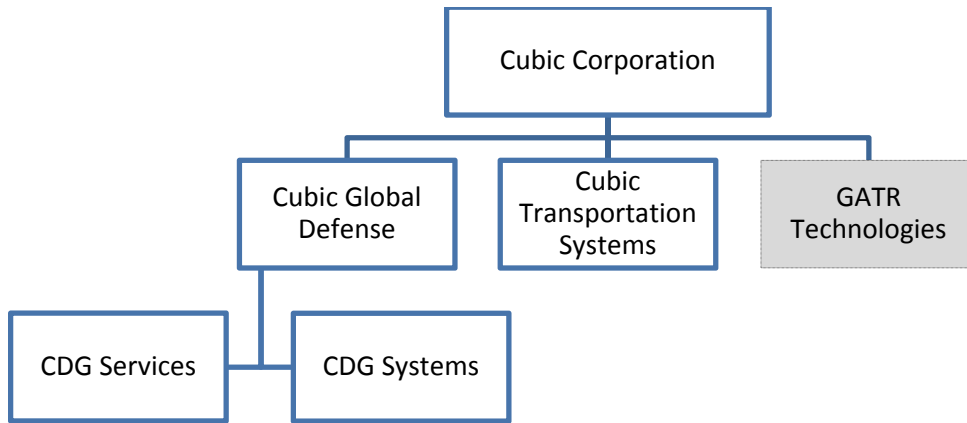 Cubic Corporation
Cubic Global
Defense
Cubic
Transportation
Systems
GATR
Technologies
CDG Services
CDG Systems